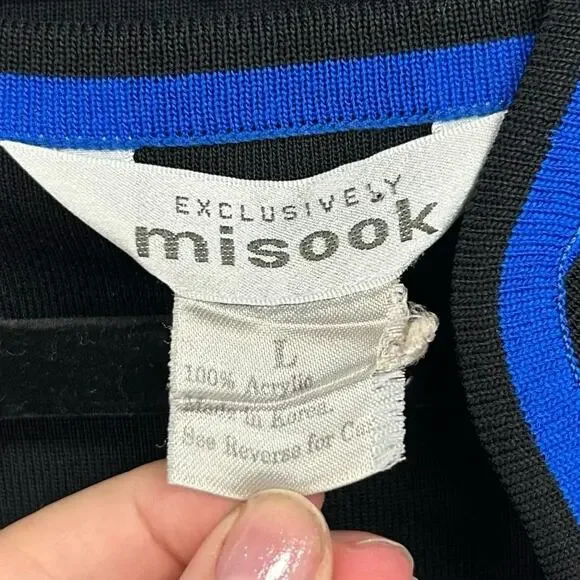 EXCLUSIVELY
misook
L
100% Acrylic
Made in Korea.
See Reverse for